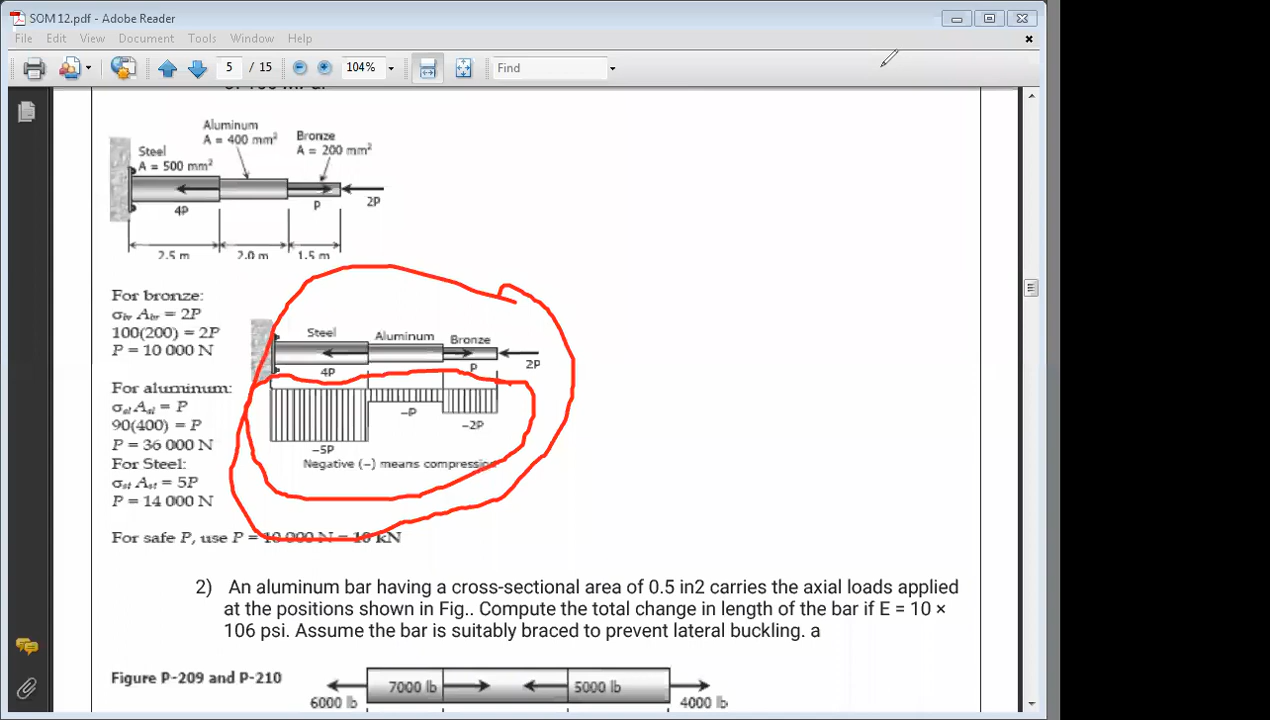 SOM 12.pdf - Adobe Reader
File Edit View Document Tools Window Help
5 / 15 104% Find
Aluminum
A = 400 mm²
Bronze
A = 200 mm²
Steel
A = 500 mm²
4P
P
2P
2.5 m 2.0 m 1.5 m
For bronze:
σbr Abr = 2P
100(200) = 2P
P = 10 000 N
For aluminum:
σal Aal = P
90(400) = P
P = 36 000 N
For Steel:
σst Ast = 5P
P = 14 000 N
Steel Aluminum Bronze
4P P 2P
-P
-2P
-5P
Negative (−) means compression
For safe P, use P = 10 000 N = 10 kN
2) An aluminum bar having a cross-sectional area of 0.5 in2 carries the axial loads applied
at the positions shown in Fig.. Compute the total change in length of the bar if E = 10 ×
106 psi. Assume the bar is suitably braced to prevent lateral buckling. a
Figure P-209 and P-210
7000 lb 5000 lb
6000 lb 4000 lb